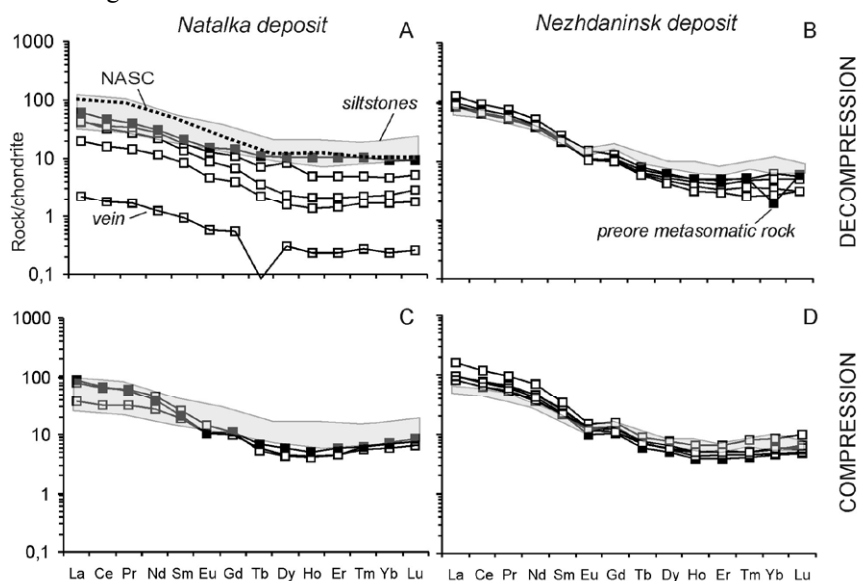 Natalka deposit
Nezhdaninsk deposit
A
B
C
D
DECOMPRESSION
COMPRESSION
Rock/chondrite
1000
100
10
1
0,1
1000
100
10
1
0,1
NASC
siltstones
vein
preore metasomatic rock
La Ce Pr Nd Sm Eu Gd Tb Dy Ho Er Tm Yb Lu
La Ce Pr Nd Sm Eu Gd Tb Dy Ho Er Tm Yb Lu